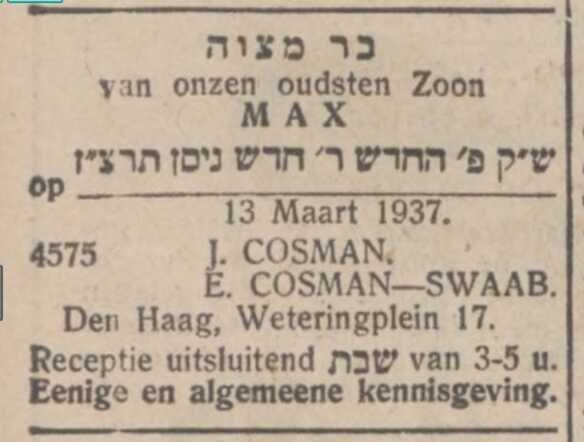 בר מצוה
van onzen oudsten Zoon
MAX
ש״ק פ׳ החדש ר׳ חדש ניסן תרצ״ז
op
13 Maart 1937.
4575 J. COSMAN.
E. COSMAN—SWAAB.
Den Haag, Weteringplein 17.
Receptie uitsluitend שבת van 3-5 u.
Eenige en algemeene kennisgeving.